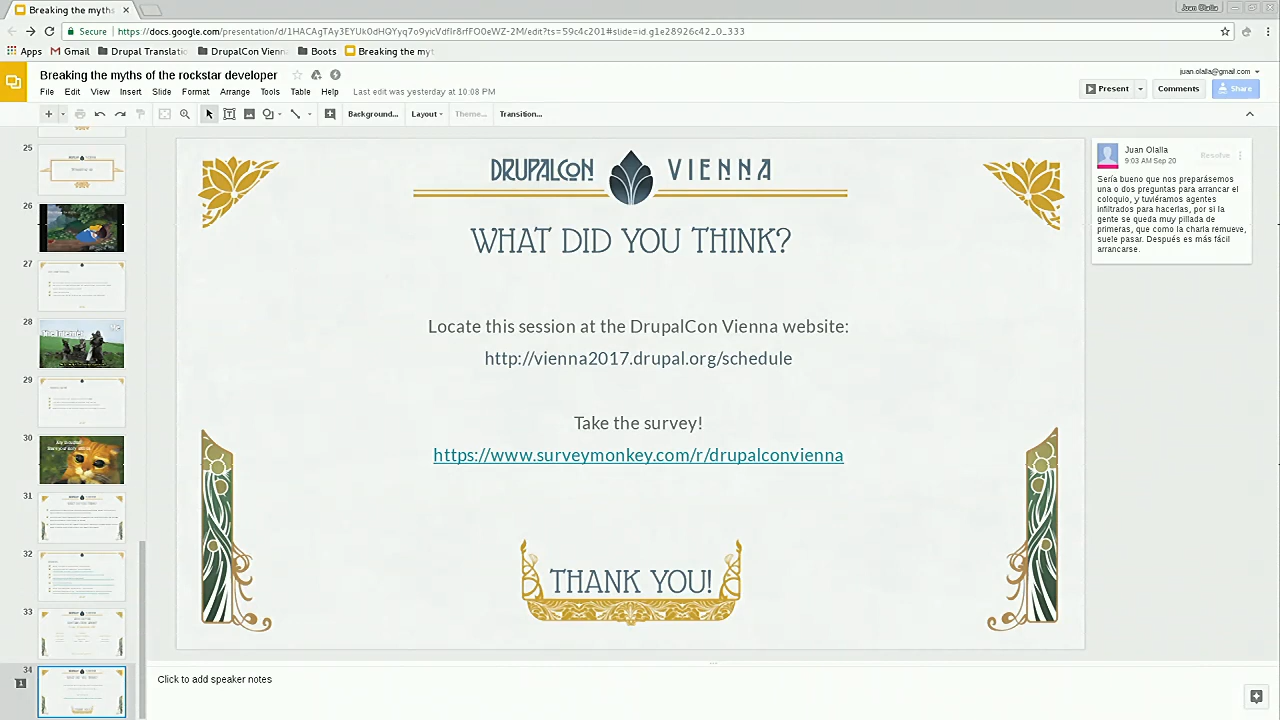 Breaking the myths
Juan Olalla
Secure
https://docs.google.com/presentation/d/1HACAgTAy3EYUk0dHQYyq7o9yicVdflr8rfFO0eWZ-2M/edit?ts=59c4c201#slide=id.g1e28926c42_0_333
Apps
Gmail
Drupal Translatio
DrupalCon Vienn
Boots
Breaking the myt
Breaking the myths of the rockstar developer
juan.olalla@gmail.com
File Edit View Insert Slide Format Arrange Tools Table Help
Last edit was yesterday at 10:08 PM
Present
Comments
Share
Background...
Layout
Theme...
Transition...
25
26
27
28
29
30
31
32
33
34
1
DRUPALCON VIENNA
WHAT DID YOU THINK?
Locate this session at the DrupalCon Vienna website:
http://vienna2017.drupal.org/schedule
Take the survey!
https://www.surveymonkey.com/r/drupalconvienna
THANK YOU!
Juan Olalla
9:03 AM Sep 20
Resolve
Sería bueno que nos preparásemos
una o dos preguntas para arrancar el
coloquio, y tuviéramos agentes
infiltrados para hacerlas, por si la
gente se queda muy pillada de
primeras, que como la charla remueve,
suele pasar. Después es más fácil
arrancarse.
Click to add speaker notes